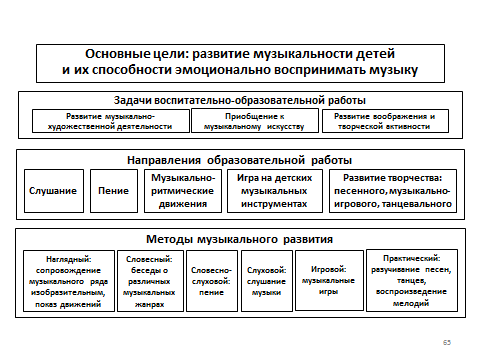 Основные цели: развитие музыкальности детей
и их способности эмоционально воспринимать музыку
Задачи воспитательно-образовательной работы
Развитие музыкально-
художественной деятельности
Приобщение к
музыкальному искусству
Развитие воображения и
творческой активности
Направления образовательной работы
Слушание
Пение
Музыкально-
ритмические
движения
Игра на детских
музыкальных
инструментах
Развитие творчества:
песенного, музыкально-
игрового, танцевального
Методы музыкального развития
Наглядный:
сопровождение
музыкального ряда
изобразительным,
показ движений
Словесный:
беседы о
различных
музыкальных
жанрах
Словесно-
слуховой:
пение
Слуховой:
слушание
музыки
Игровой:
музыкальные
игры
Практический:
разучивание песен,
танцев,
воспроизведение
мелодий
65